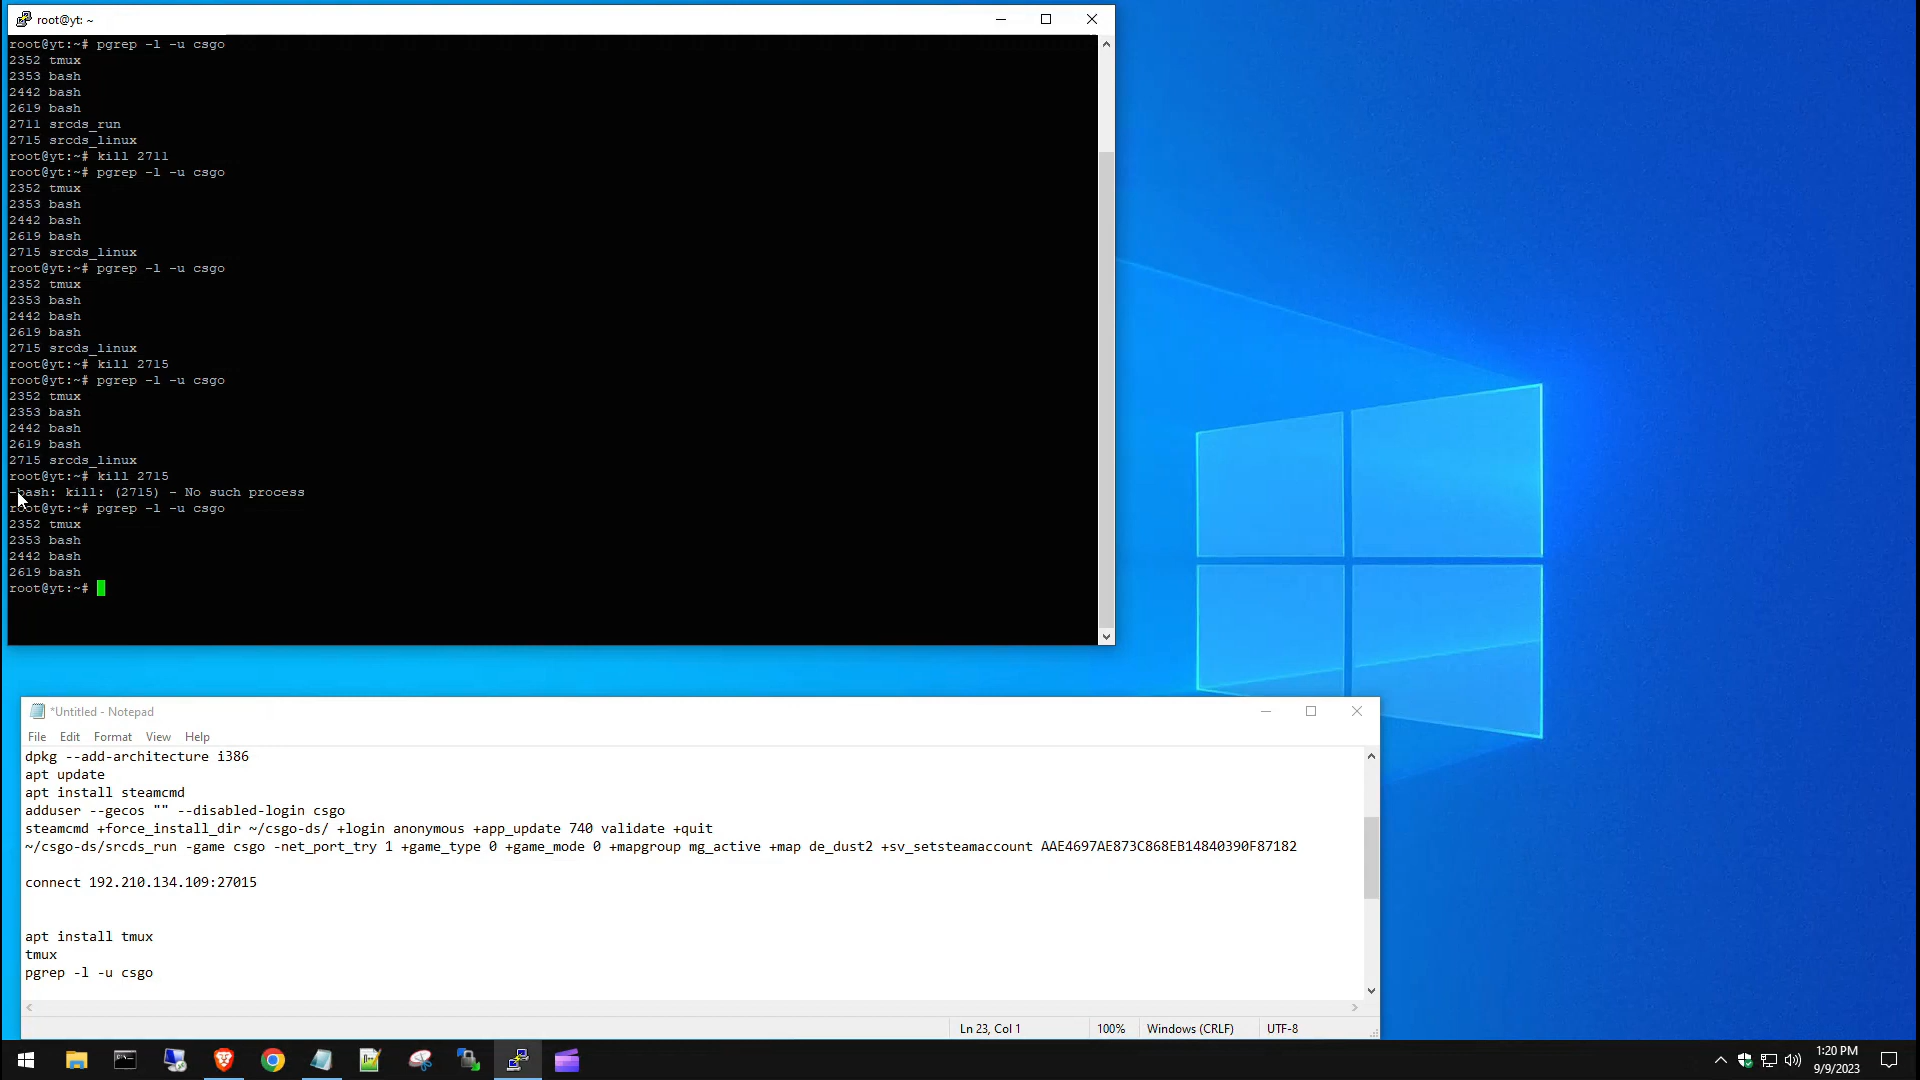 root@yt: ~
root@yt:~# pgrep -l -u csgo
2352 tmux
2353 bash
2442 bash
2619 bash
2711 srcds_run
2715 srcds_linux
root@yt:~# kill 2711
root@yt:~# pgrep -l -u csgo
2352 tmux
2353 bash
2442 bash
2619 bash
2715 srcds_linux
root@yt:~# pgrep -l -u csgo
2352 tmux
2353 bash
2442 bash
2619 bash
2715 srcds_linux
root@yt:~# kill 2715
root@yt:~# pgrep -l -u csgo
2352 tmux
2353 bash
2442 bash
2619 bash
2715 srcds_linux
root@yt:~# kill 2715
-bash: kill: (2715) - No such process
root@yt:~# pgrep -l -u csgo
2352 tmux
2353 bash
2442 bash
2619 bash
root@yt:~#
*Untitled - Notepad
File Edit Format View Help
dpkg --add-architecture i386
apt update
apt install steamcmd
adduser --gecos "" --disabled-login csgo
steamcmd +force_install_dir ~/csgo-ds/ +login anonymous +app_update 740 validate +quit
~/csgo-ds/srcds_run -game csgo -net_port_try 1 +game_type 0 +game_mode 0 +mapgroup mg_active +map de_dust2 +sv_setsteamaccount AAE4697AE873C868EB14840390F87182
connect 192.210.134.109:27015
apt install tmux
tmux
pgrep -l -u csgo
Ln 23, Col 1 100% Windows (CRLF) UTF-8
1:20 PM
9/9/2023